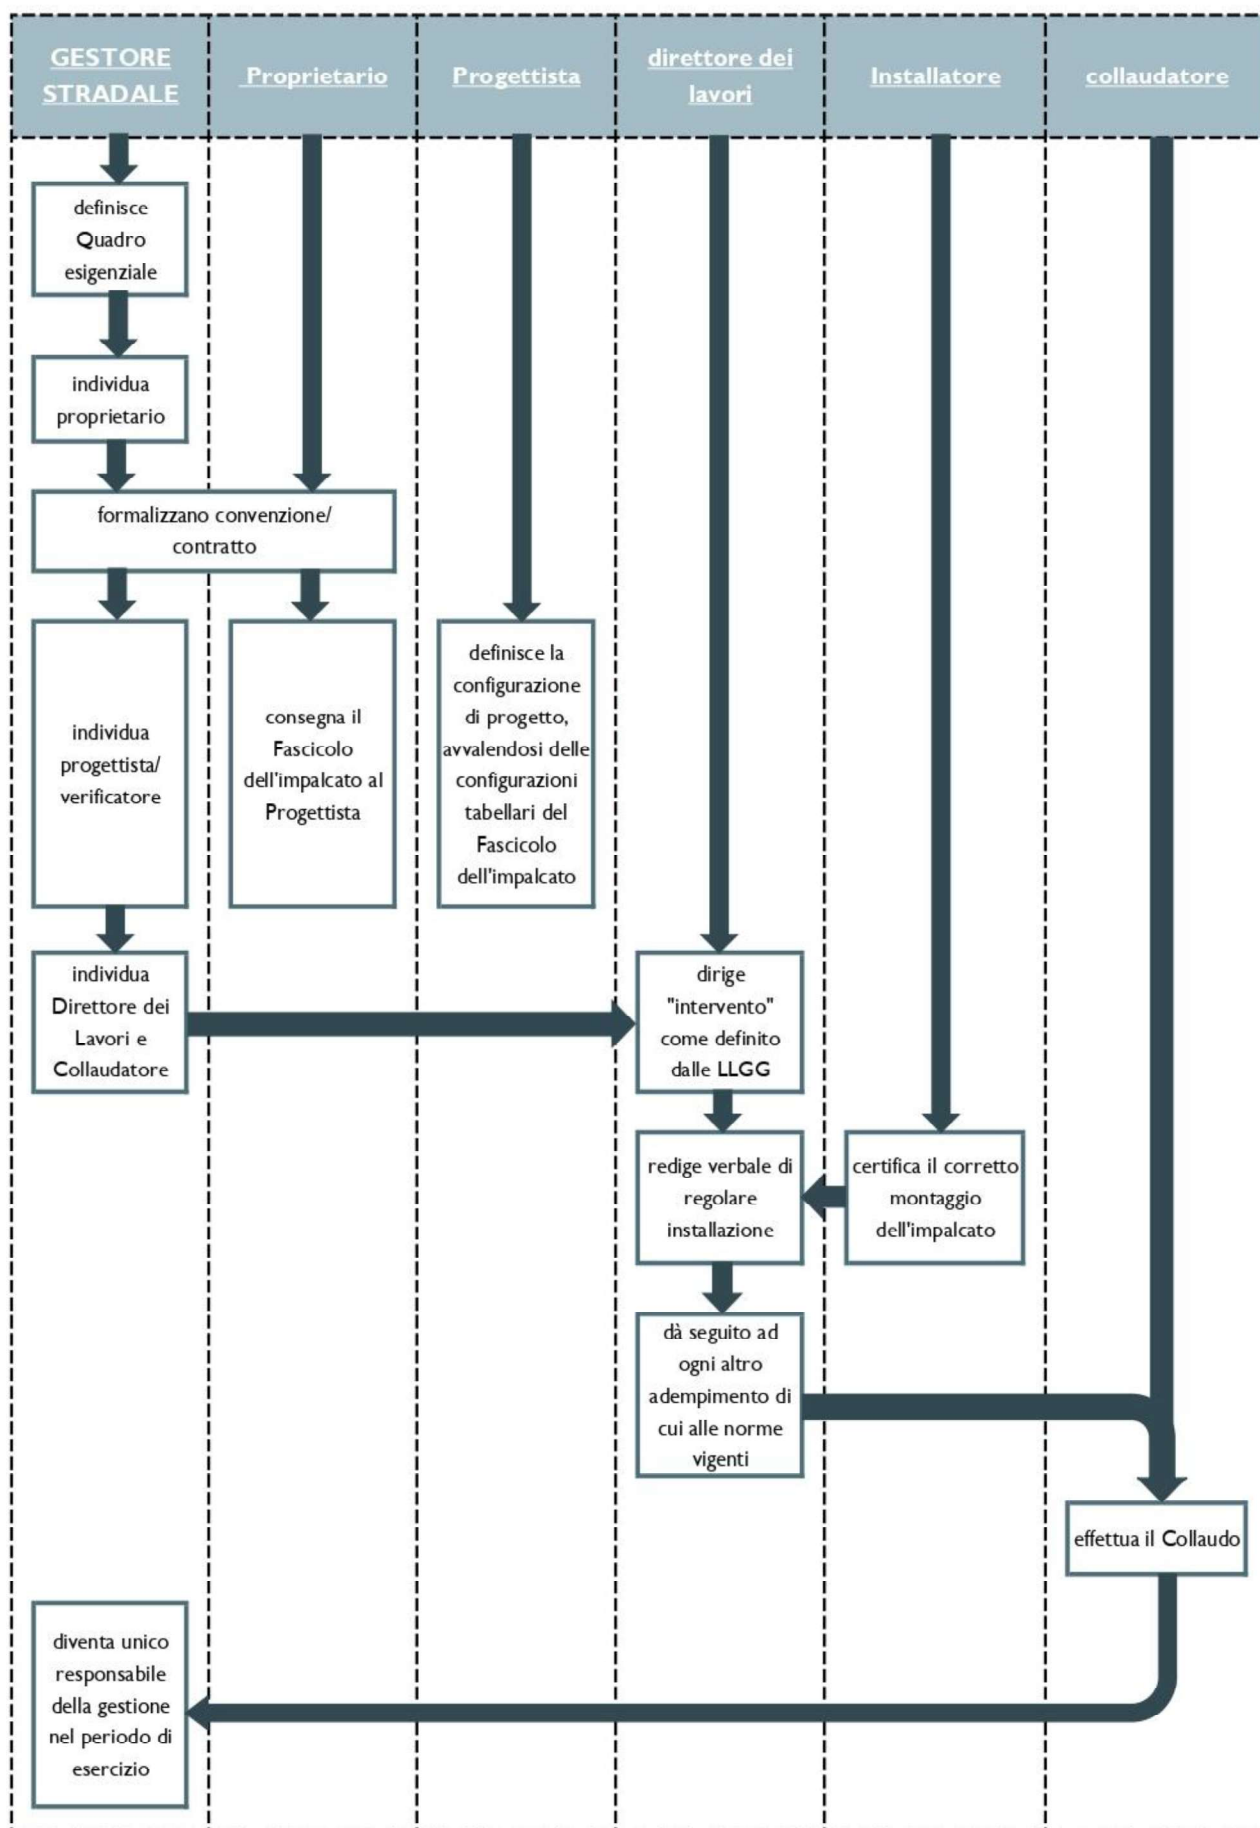 GESTORE
STRADALE
Proprietario
Progettista
direttore dei
lavori
Installatore
collaudatore
definisce
Quadro
esigenziale
individua
proprietario
formalizzano convenzione/
contratto
individua
progettista/
verificatore
consegna il
Fascicolo
dell'impalcato al
Progettista
definisce la
configurazione
di progetto,
avvalendosi delle
configurazioni
tabellari del
Fascicolo
dell'impalcato
individua
Direttore dei
Lavori e
Collaudatore
dirige
"intervento"
come definito
dalle LLGG
redige verbale di
regolare
installazione
certifica il corretto
montaggio
dell'impalcato
dà seguito ad
ogni altro
adempimento di
cui alle norme
vigenti
effettua il Collaudo
diventa unico
responsabile
della gestione
nel periodo di
esercizio